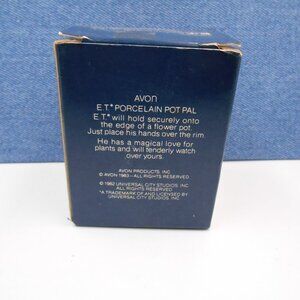 AVON
E.T.* PORCELAIN POT PAL
E.T.* will hold securely onto
the edge of a flower pot.
Just place his hands over the rim.
He has a magical love for
plants and will tenderly watch
over yours.
AVON PRODUCTS, INC.
© AVON 1983—ALL RIGHTS RESERVED
© 1982 UNIVERSAL CITY STUDIOS, INC.
ALL RIGHTS RESERVED
*A TRADEMARK OF AND LICENSED BY
UNIVERSAL CITY STUDIOS, INC.